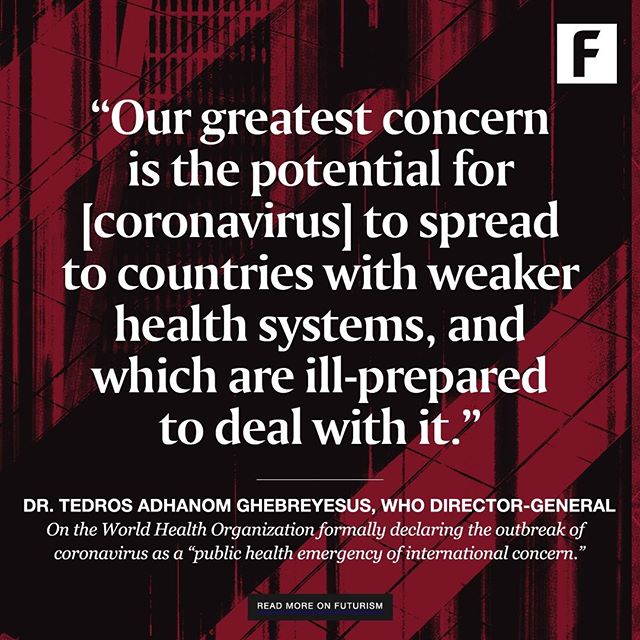 F
“Our greatest concern
is the potential for
[coronavirus] to spread
to countries with weaker
health systems, and
which are ill-prepared
to deal with it.”
DR. TEDROS ADHANOM GHEBREYESUS, WHO DIRECTOR-GENERAL
On the World Health Organization formally declaring the outbreak of
coronavirus as a “public health emergency of international concern.”
READ MORE ON FUTURISM